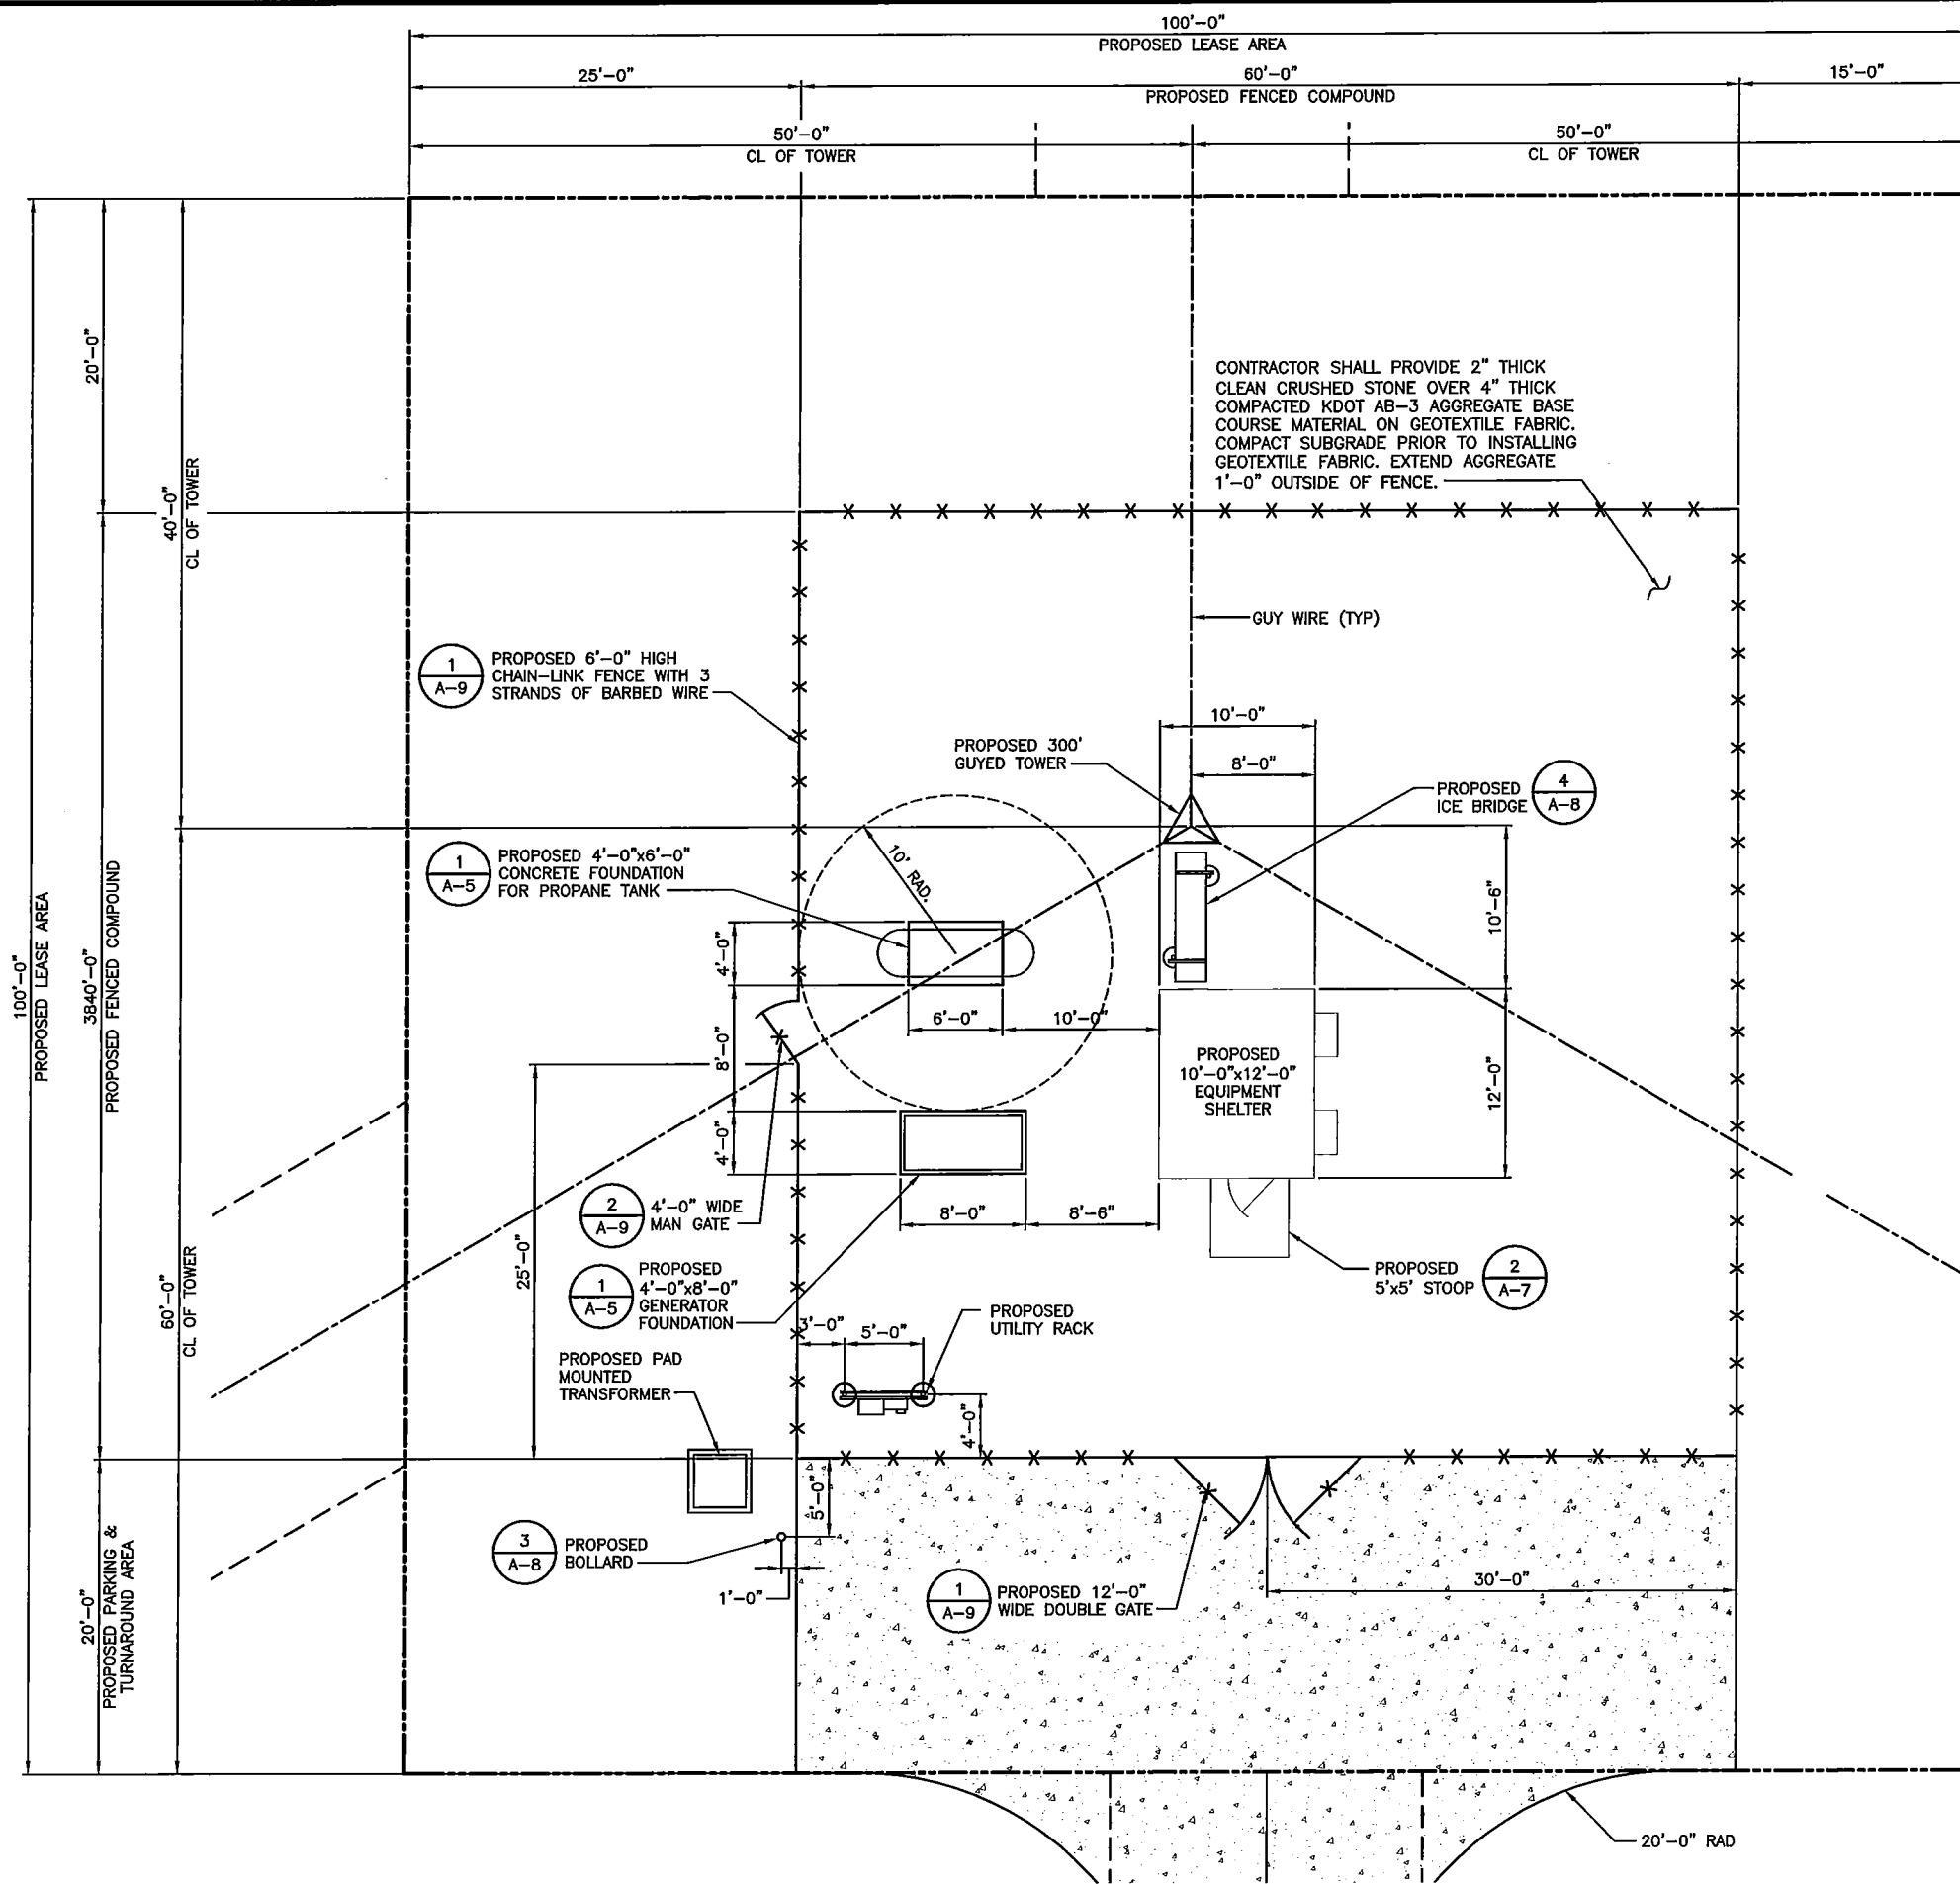 100'-0"
PROPOSED LEASE AREA
25'-0"
60'-0"
PROPOSED FENCED COMPOUND
15'-0"
50'-0"
CL OF TOWER
50'-0"
CL OF TOWER
100'-0"
PROPOSED LEASE AREA
20'-0"
3840'-0"
PROPOSED FENCED COMPOUND
20'-0"
PROPOSED PARKING &
TURNAROUND AREA
40'-0"
CL OF TOWER
60'-0"
CL OF TOWER
CONTRACTOR SHALL PROVIDE 2" THICK
CLEAN CRUSHED STONE OVER 4" THICK
COMPACTED KDOT AB-3 AGGREGATE BASE
COURSE MATERIAL ON GEOTEXTILE FABRIC.
COMPACT SUBGRADE PRIOR TO INSTALLING
GEOTEXTILE FABRIC. EXTEND AGGREGATE
1'-0" OUTSIDE OF FENCE.
GUY WIRE (TYP)
1
A-9
PROPOSED 6'-0" HIGH
CHAIN-LINK FENCE WITH 3
STRANDS OF BARBED WIRE
PROPOSED 300'
GUYED TOWER
10'-0"
8'-0"
PROPOSED
ICE BRIDGE
4
A-8
1
A-5
PROPOSED 4'-0"x6'-0"
CONCRETE FOUNDATION
FOR PROPANE TANK
10' RAD.
10'-6"
4'-0"
8'-0"
4'-0"
6'-0"
10'-0"
PROPOSED
10'-0"x12'-0"
EQUIPMENT
SHELTER
12'-0"
2
A-9
4'-0" WIDE
MAN GATE
8'-0"
8'-6"
25'-0"
1
A-5
PROPOSED
4'-0"x8'-0"
GENERATOR
FOUNDATION
PROPOSED
5'x5' STOOP
2
A-7
3'-0"
5'-0"
PROPOSED
UTILITY RACK
PROPOSED PAD
MOUNTED
TRANSFORMER
4'-0"
5'-0"
3
A-8
PROPOSED
BOLLARD
1'-0"
1
A-9
PROPOSED 12'-0"
WIDE DOUBLE GATE
30'-0"
20'-0" RAD